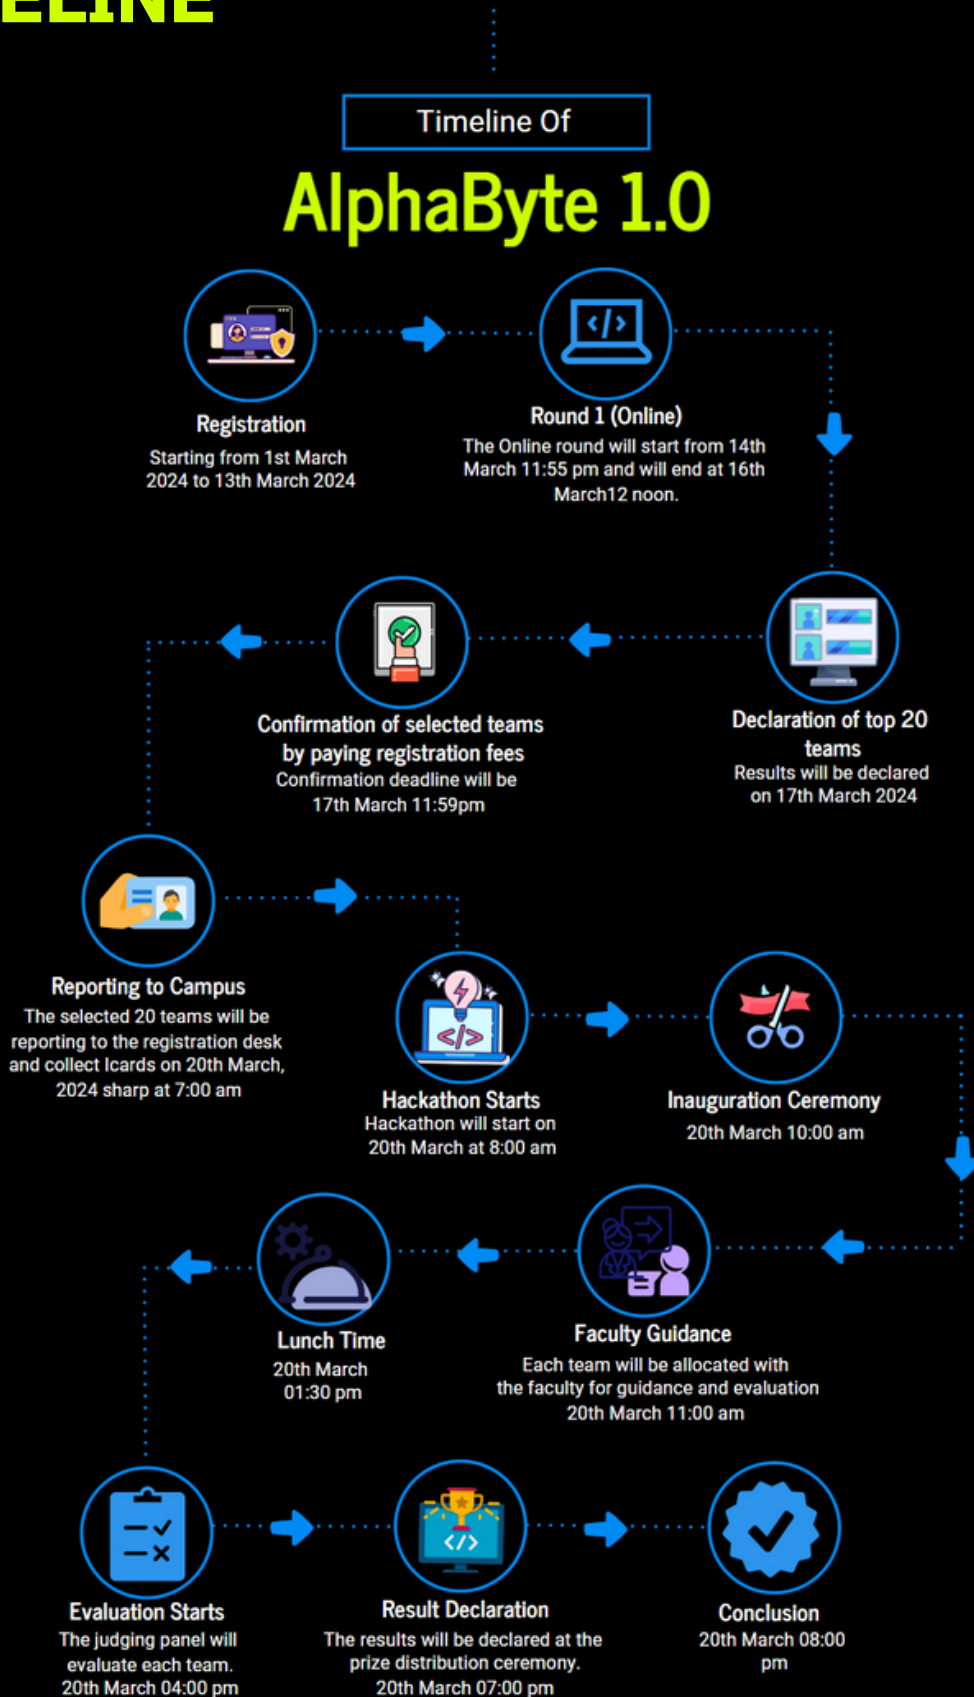 ELINE
Timeline Of
AlphaByte 1.0
Registration
Starting from 1st March
2024 to 13th March 2024
Round 1 (Online)
The Online round will start from 14th
March 11:55 pm and will end at 16th
March12 noon.
Declaration of top 20
teams
Results will be declared
on 17th March 2024
Confirmation of selected teams
by paying registration fees
Confirmation deadline will be
17th March 11:59pm
Reporting to Campus
The selected 20 teams will be
reporting to the registration desk
and collect Icards on 20th March,
2024 sharp at 7:00 am
Hackathon Starts
Hackathon will start on
20th March at 8:00 am
Inauguration Ceremony
20th March 10:00 am
Faculty Guidance
Each team will be allocated with
the faculty for guidance and evaluation
20th March 11:00 am
Lunch Time
20th March
01:30 pm
Evaluation Starts
The judging panel will
evaluate each team.
20th March 04:00 pm
Result Declaration
The results will be declared at the
prize distribution ceremony.
20th March 07:00 pm
Conclusion
20th March 08:00
pm